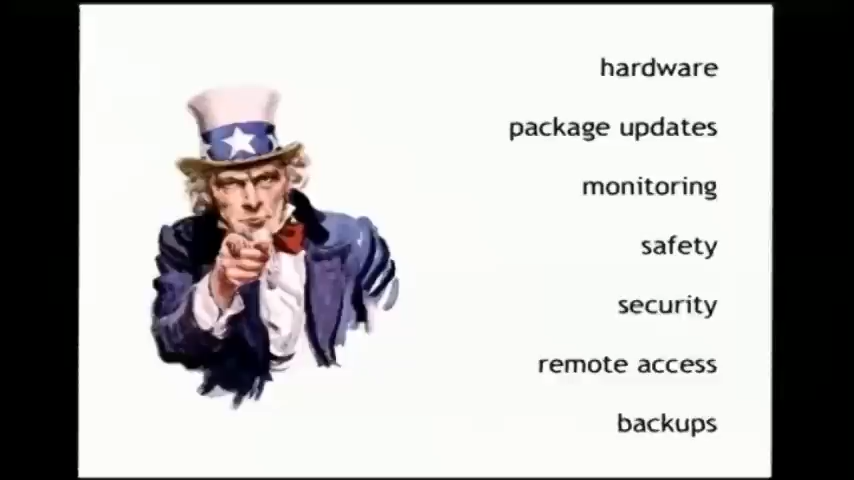 hardware
package updates
monitoring
safety
security
remote access
backups